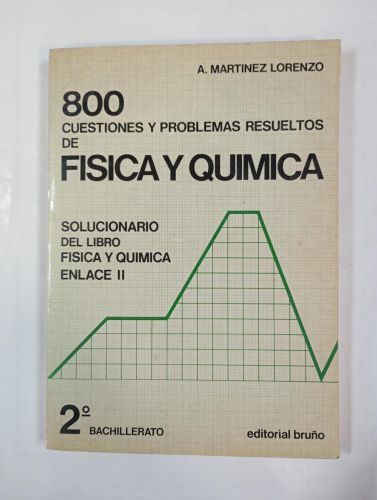 A. MARTINEZ LORENZO
800
CUESTIONES Y PROBLEMAS RESUELTOS
DE
FISICA Y QUIMICA
SOLUCIONARIO
DEL LIBRO
FISICA Y QUIMICA
ENLACE II
2º BACHILLERATO
editorial bruño